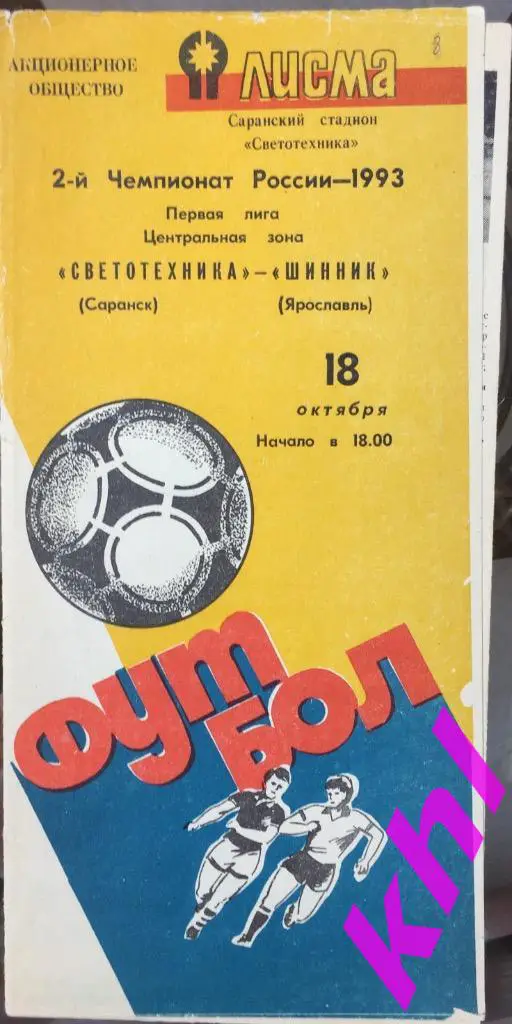 АКЦИОНЕРНОЕ
ОБЩЕСТВО
ЛИСМА
8
Саранский стадион
«Светотехника»
2-й Чемпионат России—1993
Первая лига
Центральная зона
«СВЕТОТЕХНИКА»—«ШИННИК»
(Саранск) (Ярославль)
18
октября
Начало в 18.00
ФУТ
БОЛ
khl